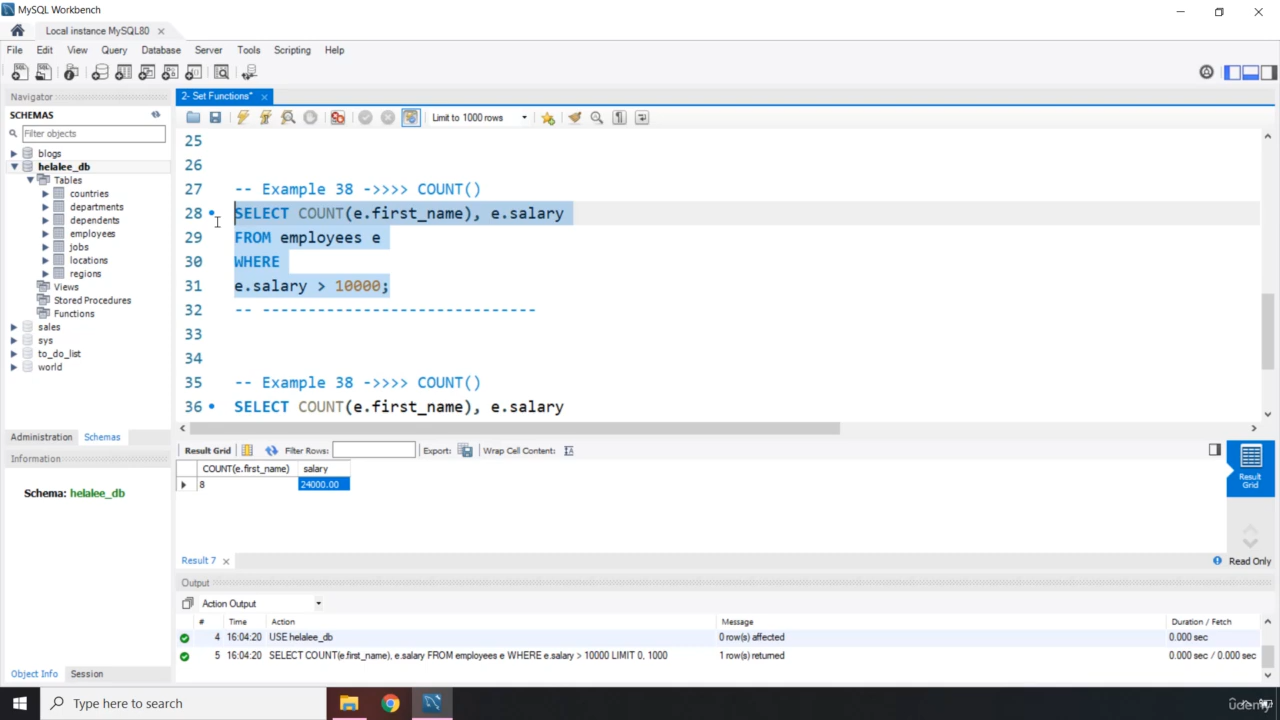 MySQL Workbench
Local instance MySQL80
File Edit View Query Database Server Tools Scripting Help
Navigator
2- Set Functions*
SCHEMAS
Filter objects
Limit to 1000 rows
blogs
helalee_db
Tables
countries
departments
dependents
employees
jobs
locations
regions
Views
Stored Procedures
Functions
sales
sys
to_do_list
world
Administration Schemas
Information
Schema: helalee_db
Object Info Session
25
26
27 -- Example 38 ->>>> COUNT()
28 SELECT COUNT(e.first_name), e.salary
29 FROM employees e
30 WHERE
31 e.salary > 10000;
32 -- ------------------------------
33
34
35 -- Example 38 ->>>> COUNT()
36 SELECT COUNT(e.first_name), e.salary
Result Grid Filter Rows: Export: Wrap Cell Content:
COUNT(e.first_name) salary
8 24000.00
Result Grid
Result 7
Read Only
Output
Action Output
# Time Action Message Duration / Fetch
4 16:04:20 USE helalee_db 0 row(s) affected 0.000 sec
5 16:04:20 SELECT COUNT(e.first_name), e.salary FROM employees e WHERE e.salary > 10000 LIMIT 0, 1000 1 row(s) returned 0.000 sec / 0.000 sec
Type here to search
udemy